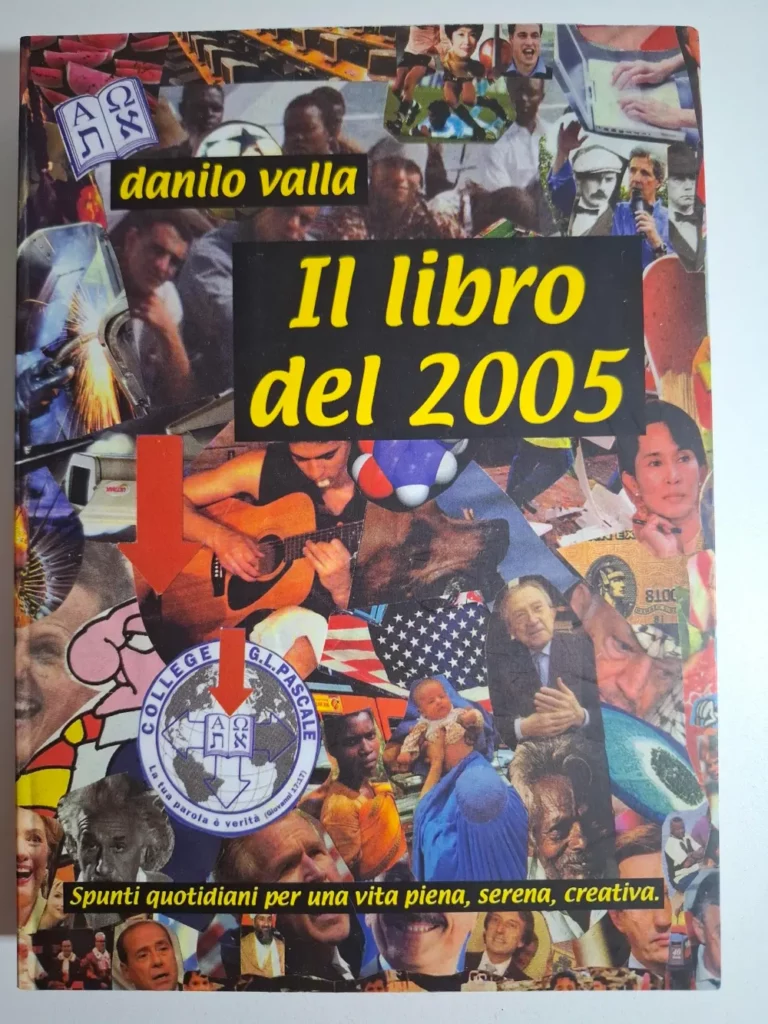 Α Ω
ת א
danilo valla
Il libro
del 2005
8100
COLLEGE G.L. PASCALE
Α Ω
ת א
La tua parola è verità (Giovanni 17:17)
Spunti quotidiani per una vita piena, serena, creativa.